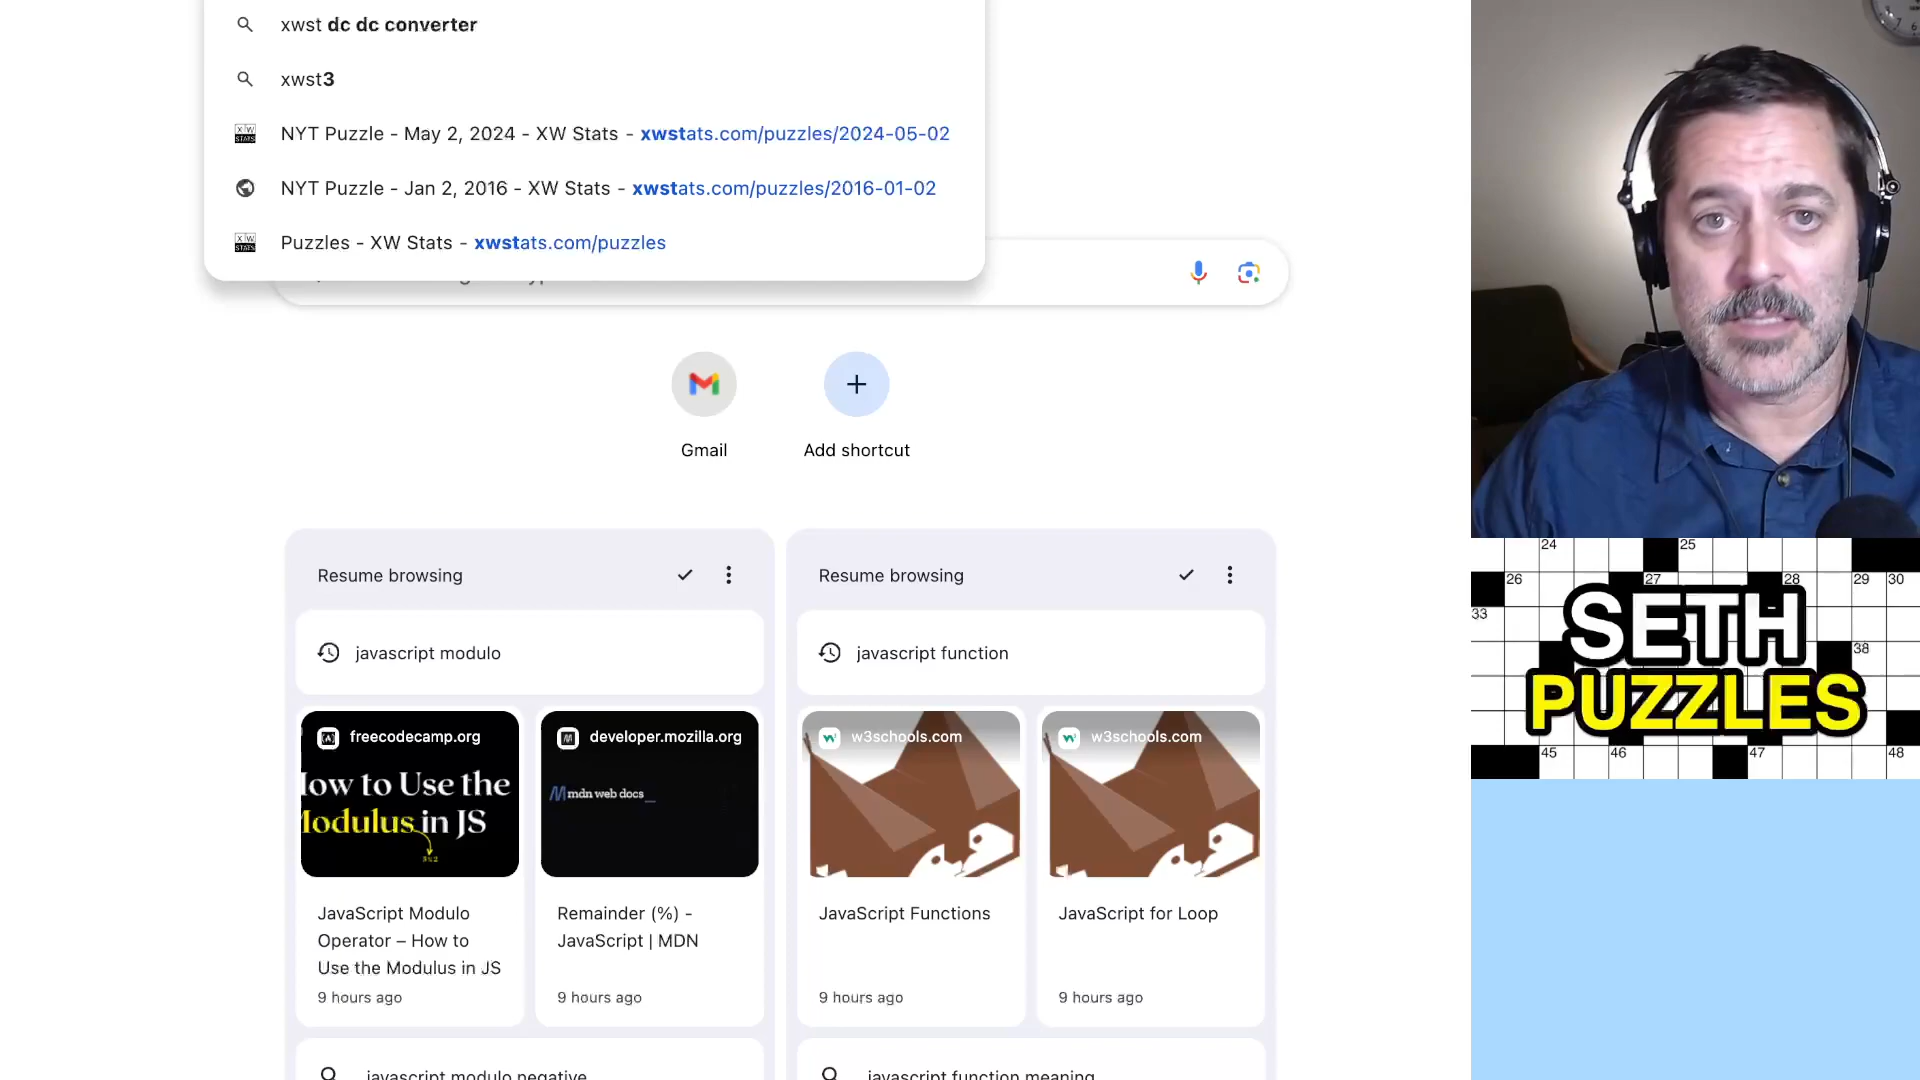 xwst dc dc converter
xwst3
NYT Puzzle - May 2, 2024 - XW Stats - xwstats.com/puzzles/2024-05-02
NYT Puzzle - Jan 2, 2016 - XW Stats - xwstats.com/puzzles/2016-01-02
Puzzles - XW Stats - xwstats.com/puzzles
Gmail
Add shortcut
Resume browsing
javascript modulo
freecodecamp.org
How to Use the
Modulus in JS
developer.mozilla.org
mdn web docs_
JavaScript Modulo
Operator – How to
Use the Modulus in JS
9 hours ago
Remainder (%) -
JavaScript | MDN
9 hours ago
javascript modulo negative
Resume browsing
javascript function
w3schools.com
w3schools.com
JavaScript Functions
9 hours ago
JavaScript for Loop
9 hours ago
javascript function meaning
24 25
26 27 28 29 30
33
38
45 46 47 48
SETH
PUZZLES